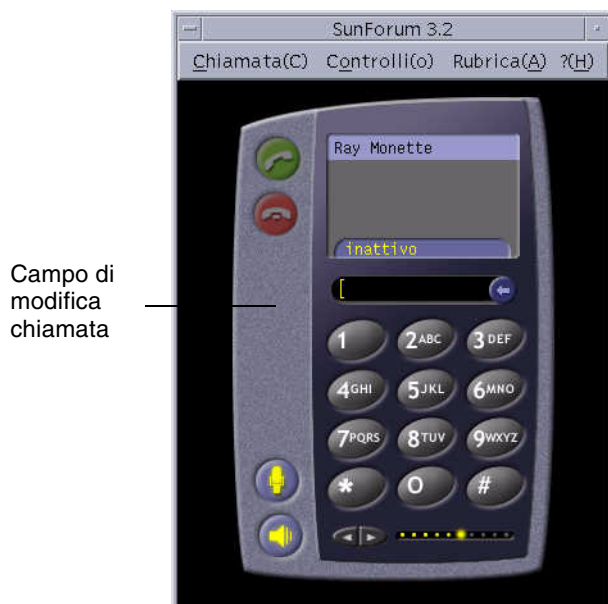 SunForum 3.2
Chiamata(C) Controlli(o) Rubrica(A) ?(H)
Ray Monette
inattivo
[
Campo di
modifica
chiamata
1 2ABC 3DEF
4GHI 5JKL 6MNO
7PQRS 8TUV 9WXYZ
* 0 #